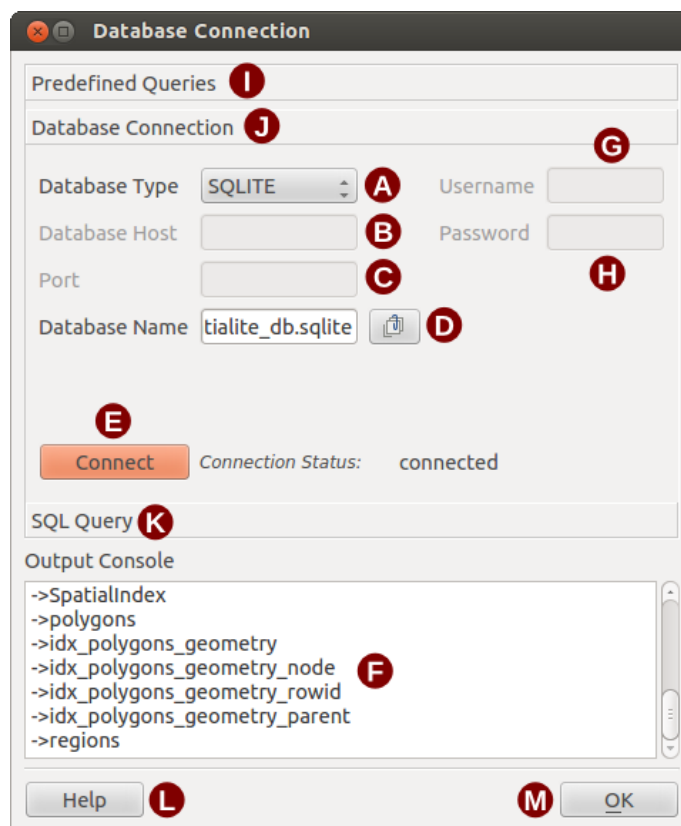 Database Connection
Predefined Queries I
Database Connection J
G
Database Type SQLITE A Username
Database Host B Password
Port C H
Database Name tialite_db.sqlite D
E
Connect Connection Status: connected
SQL Query K
Output Console
->SpatialIndex
->polygons
->idx_polygons_geometry
->idx_polygons_geometry_node F
->idx_polygons_geometry_rowid
->idx_polygons_geometry_parent
->regions
Help L M OK